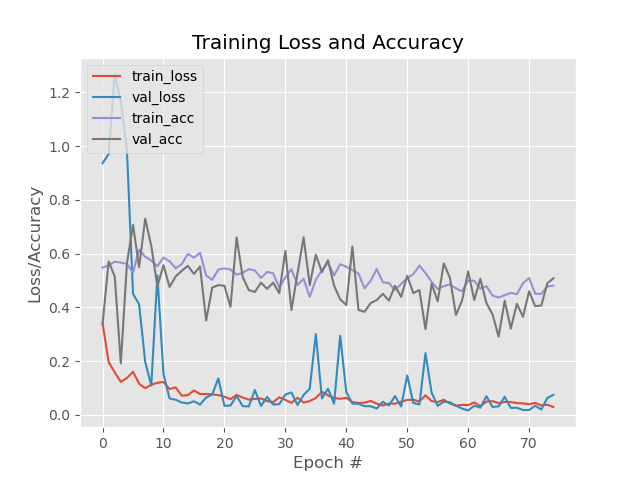 Training Loss and Accuracy
train_loss
val_loss
train_acc
val_acc
Loss/Accuracy
1.2
1.0
0.8
0.6
0.4
0.2
0.0
0 10 20 30 40 50 60 70
Epoch #